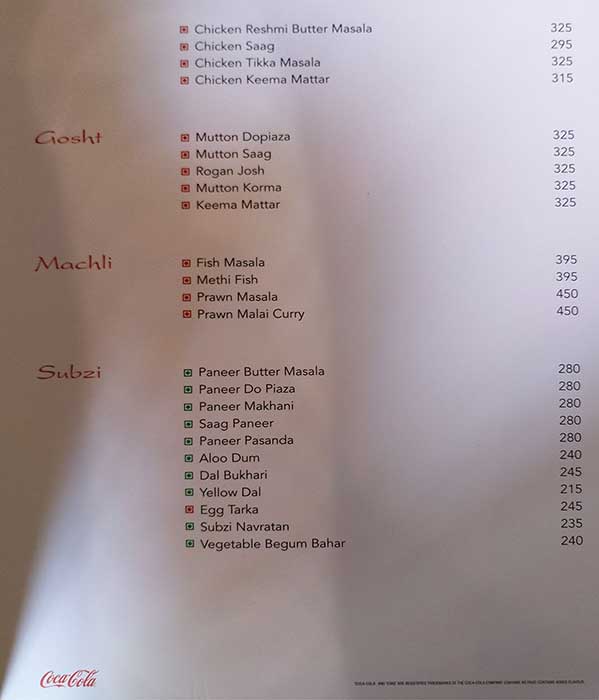 Chicken Reshmi Butter Masala 325
Chicken Saag 295
Chicken Tikka Masala 325
Chicken Keema Mattar 315
Gosht
Mutton Dopiaza 325
Mutton Saag 325
Rogan Josh 325
Mutton Korma 325
Keema Mattar 325
Machli
Fish Masala 395
Methi Fish 395
Prawn Masala 450
Prawn Malai Curry 450
Subzi
Paneer Butter Masala 280
Paneer Do Piaza 280
Paneer Makhani 280
Saag Paneer 280
Paneer Pasanda 280
Aloo Dum 240
Dal Bukhari 245
Yellow Dal 215
Egg Tarka 245
Subzi Navratan 235
Vegetable Begum Bahar 240
Coca-Cola